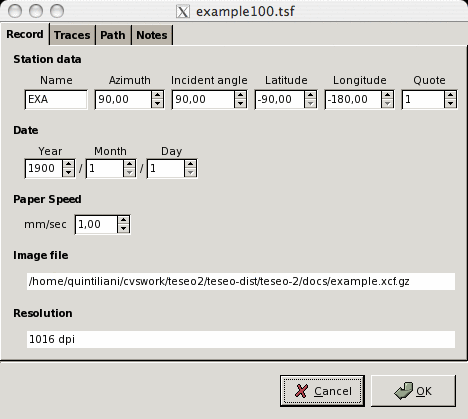 example100.tsf
Record Traces Path Notes
Station data
Name Azimuth Incident angle Latitude Longitude Quote
EXA 90,00 90,00 -90,00 -180,00 1
Date
Year Month Day
1900 / 1 / 1
Paper Speed
mm/sec 1,00
Image file
/home/quintiliani/cvswork/teseo2/teseo-dist/teseo-2/docs/example.xcf.gz
Resolution
1016 dpi
Cancel OK